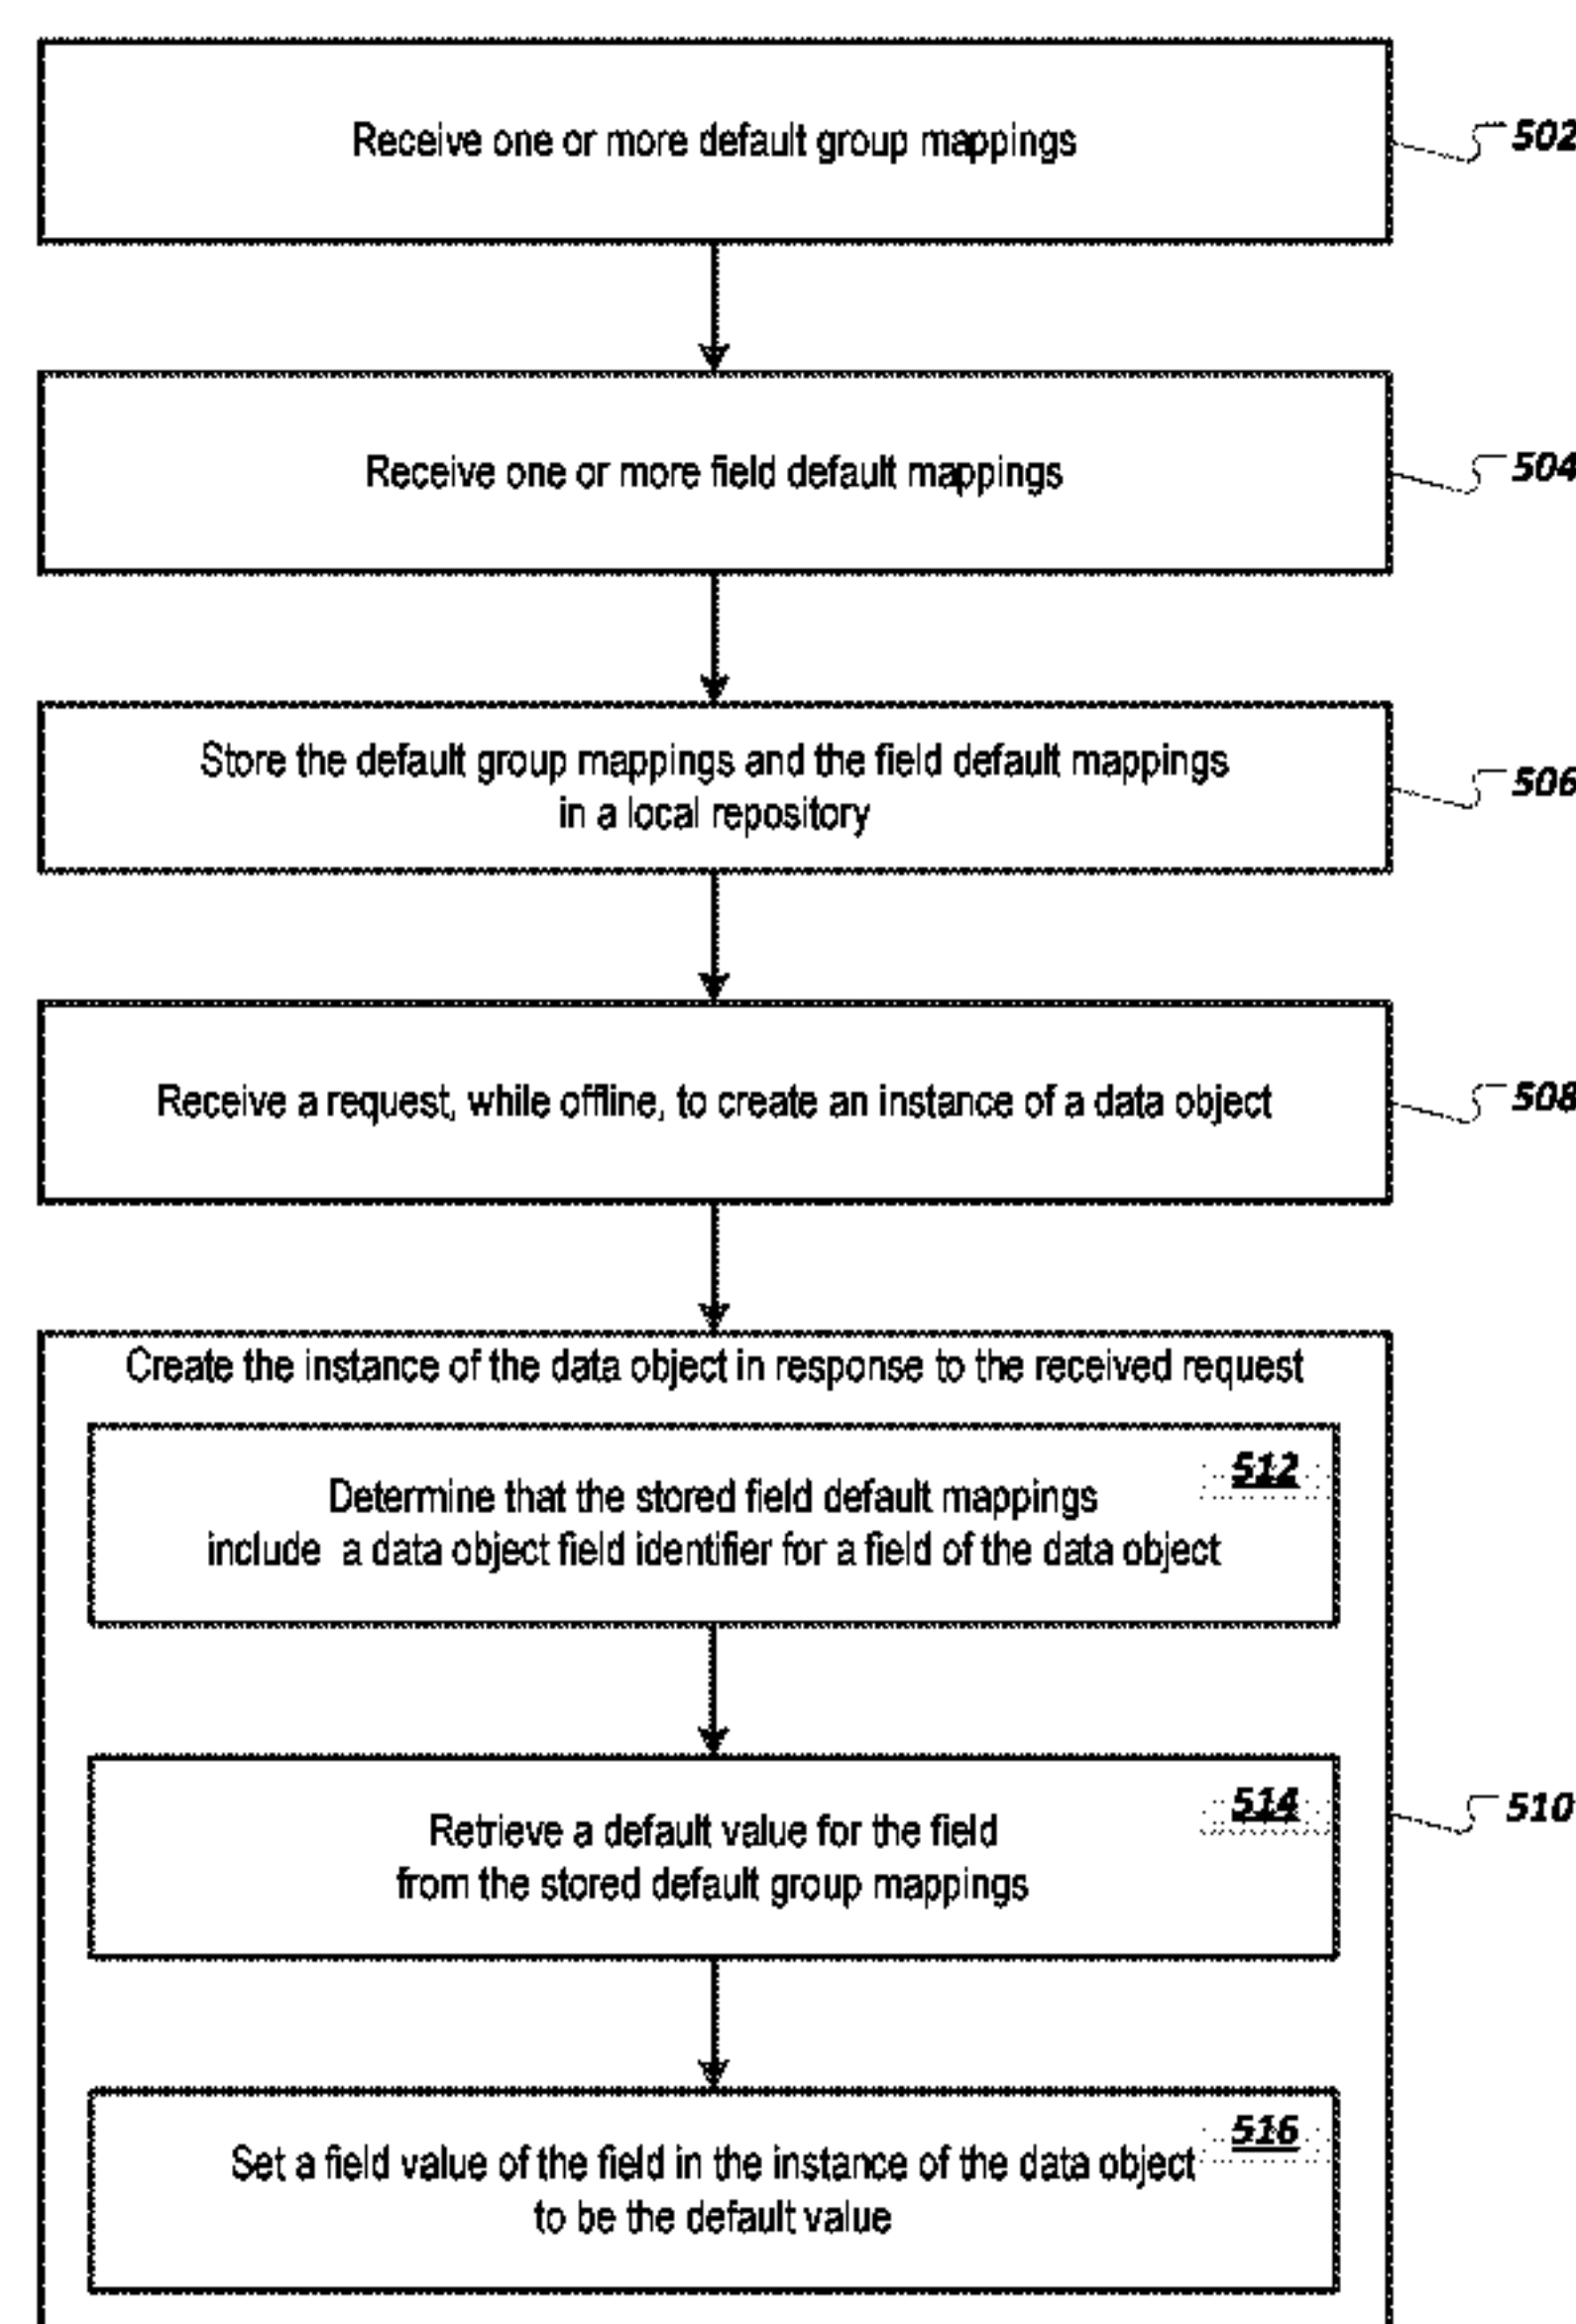 Receive one or more default group mappings
502
Receive one or more field default mappings
504
Store the default group mappings and the field default mappings
in a local repository
506
Receive a request, while offline, to create an instance of a data object
508
Create the instance of the data object in response to the received request
512
Determine that the stored field default mappings
include a data object field identifier for a field of the data object
514
Retrieve a default value for the field
from the stored default group mappings
510
516
Set a field value of the field in the instance of the data object
to be the default value